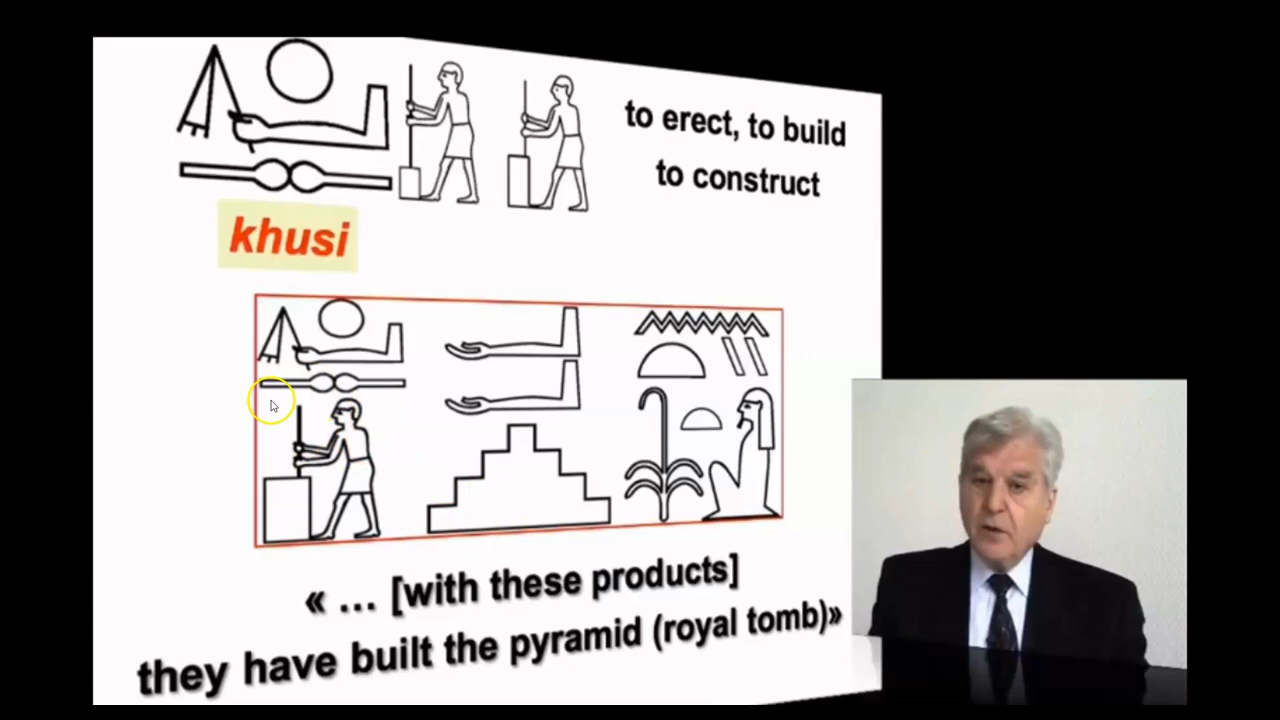 to erect, to build
to construct
khusi
« ... [with these products]
they have built the pyramid (royal tomb)»